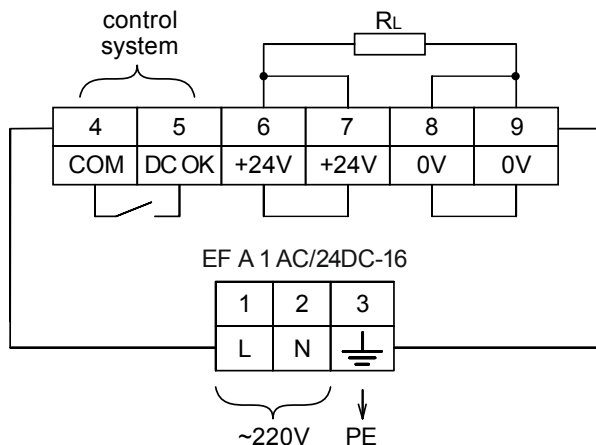 control
system
RL
4 5 6 7 8 9
COM DC OK +24V +24V 0V 0V
EF A 1 AC/24DC-16
1 2 3
L N
~220V PE